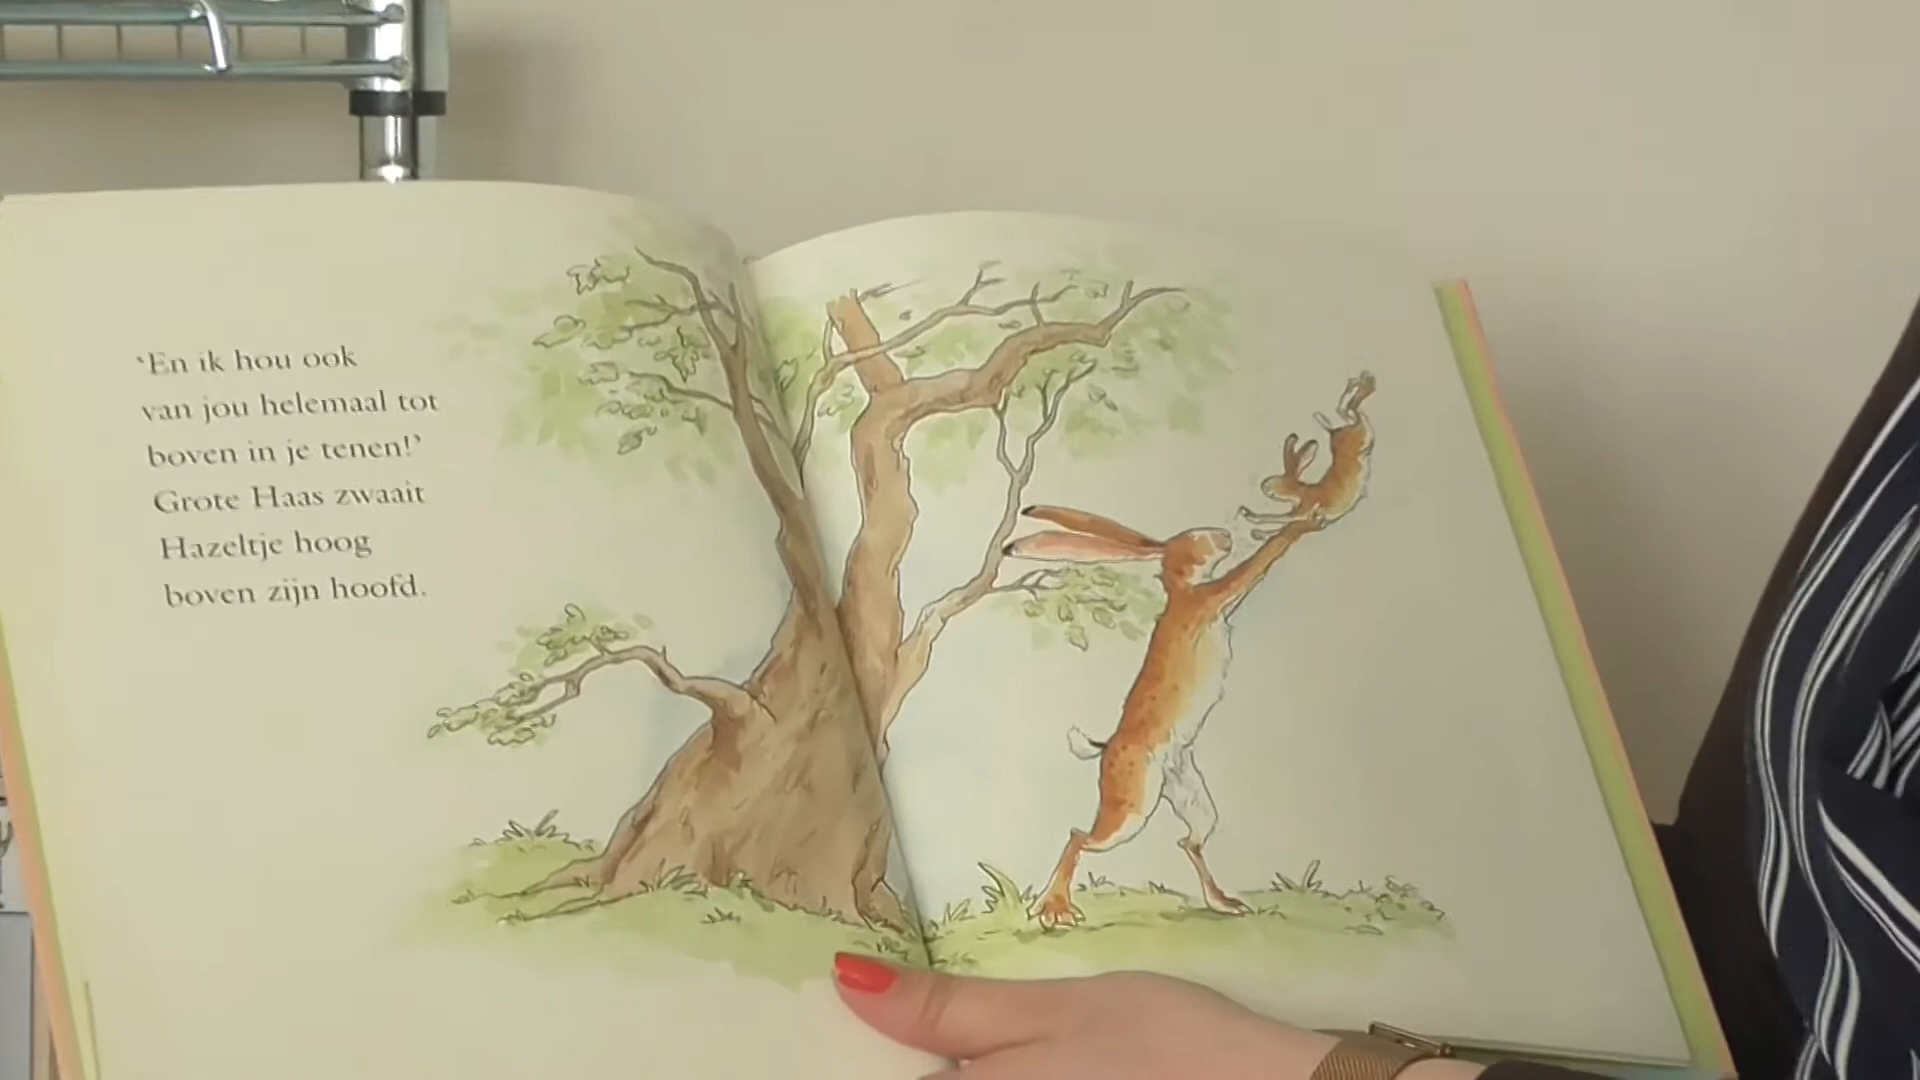 ‘En ik hou ook
van jou helemaal tot
boven in je tenen!’
Grote Haas zwaait
Hazeltje hoog
boven zijn hoofd.